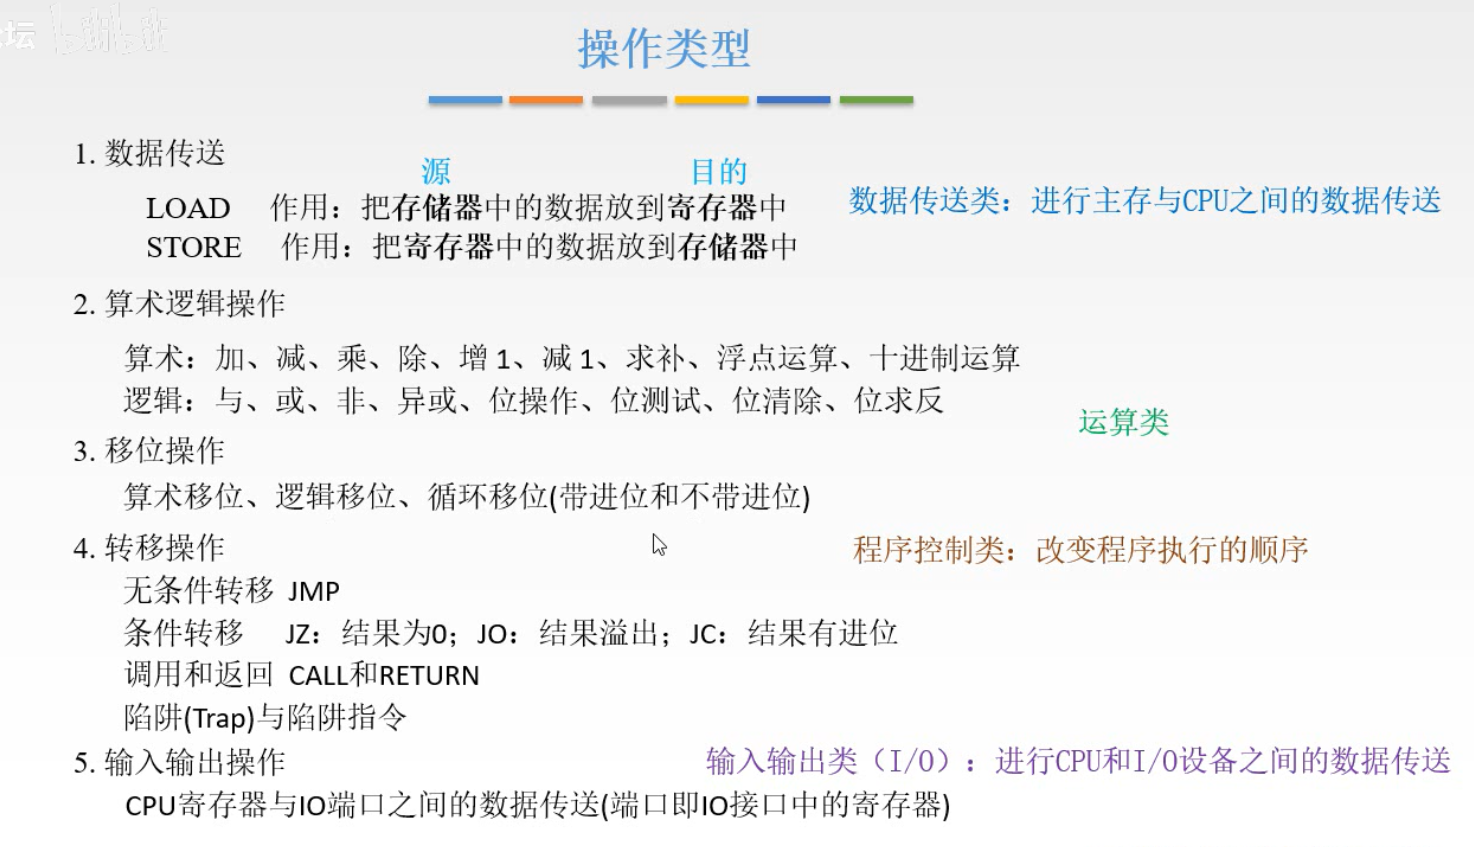 坛 bilibili
操作类型
1. 数据传送
源 目的
LOAD 作用：把存储器中的数据放到寄存器中
数据传送类：进行主存与CPU之间的数据传送
STORE 作用：把寄存器中的数据放到存储器中
2. 算术逻辑操作
算术：加、减、乘、除、增 1、减 1、求补、浮点运算、十进制运算
逻辑：与、或、非、异或、位操作、位测试、位清除、位求反
运算类
3. 移位操作
算术移位、逻辑移位、循环移位(带进位和不带进位)
4. 转移操作
程序控制类：改变程序执行的顺序
无条件转移 JMP
条件转移 JZ：结果为0；JO：结果溢出；JC：结果有进位
调用和返回 CALL和RETURN
陷阱(Trap)与陷阱指令
5. 输入输出操作
输入输出类（I/O）：进行CPU和I/O设备之间的数据传送
CPU寄存器与IO端口之间的数据传送(端口即IO接口中的寄存器)